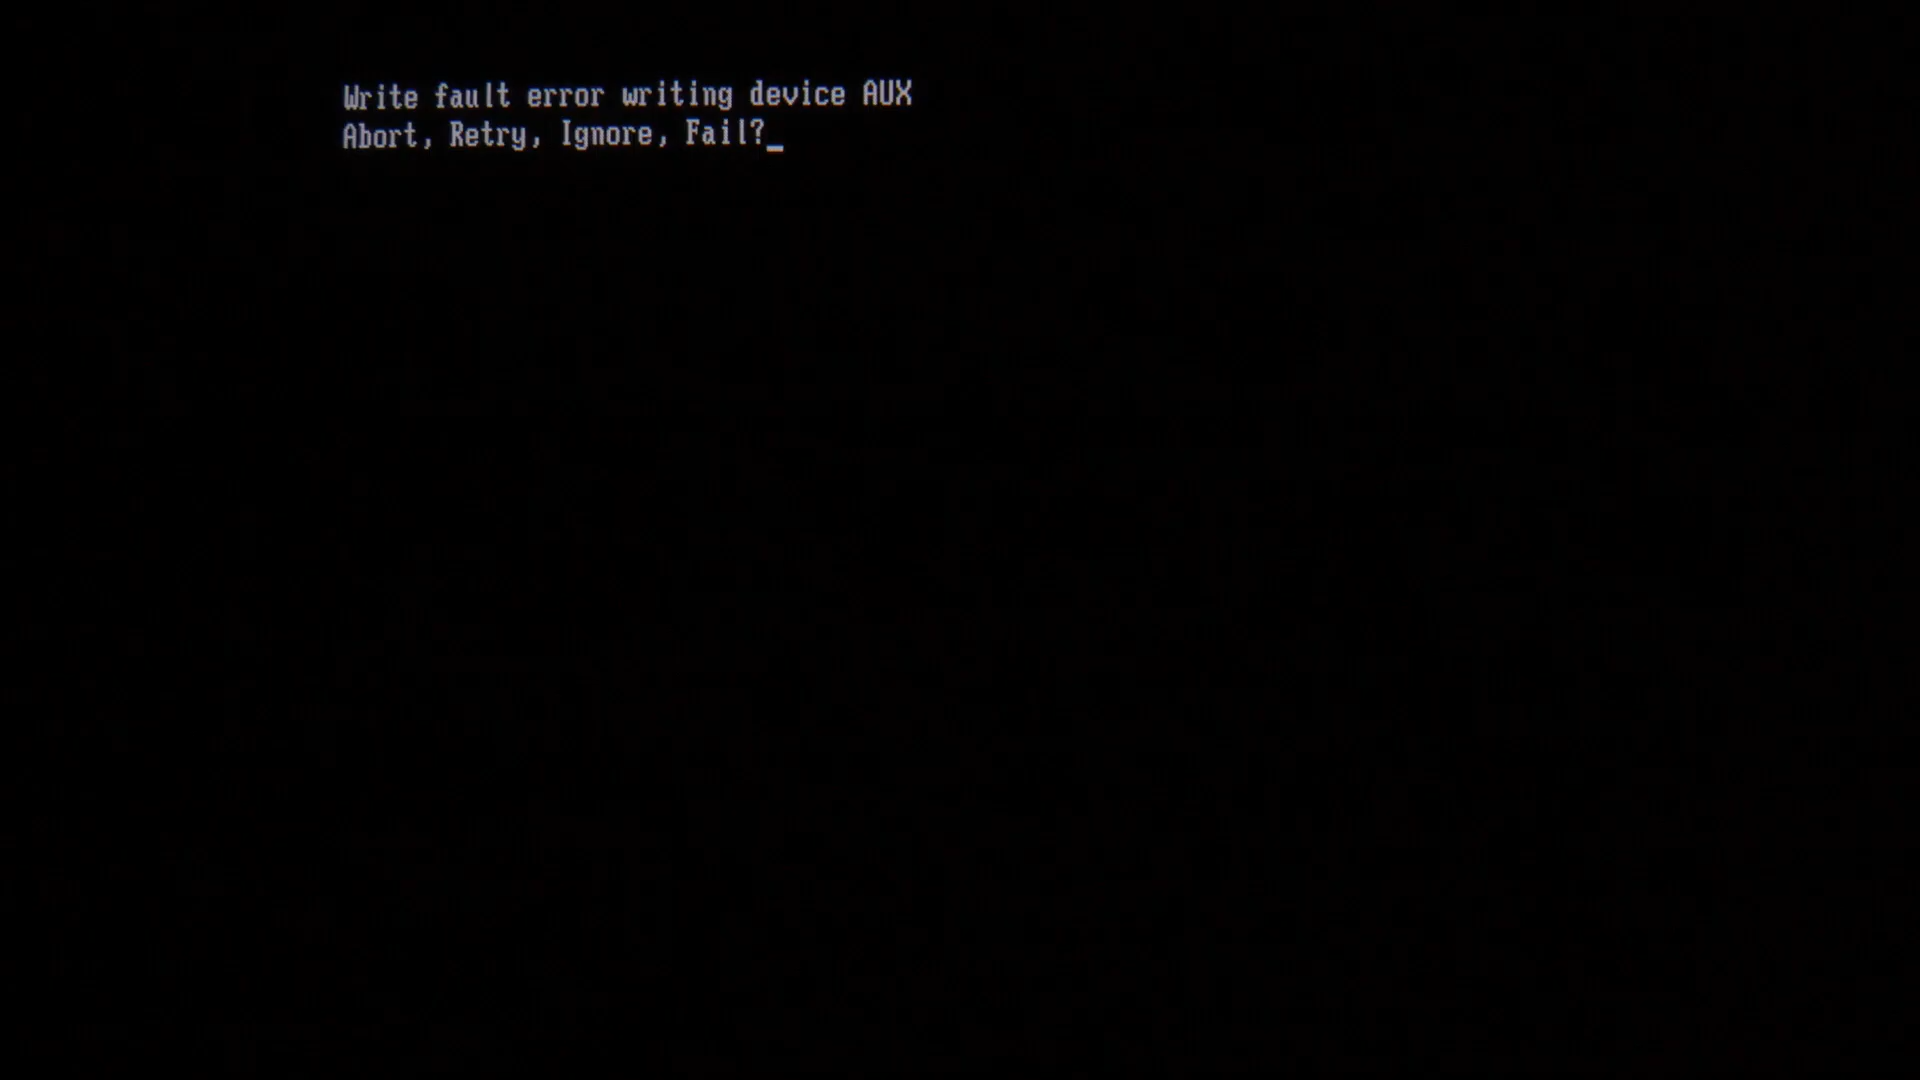 Write fault error writing device AUX
Abort, Retry, Ignore, Fail?_